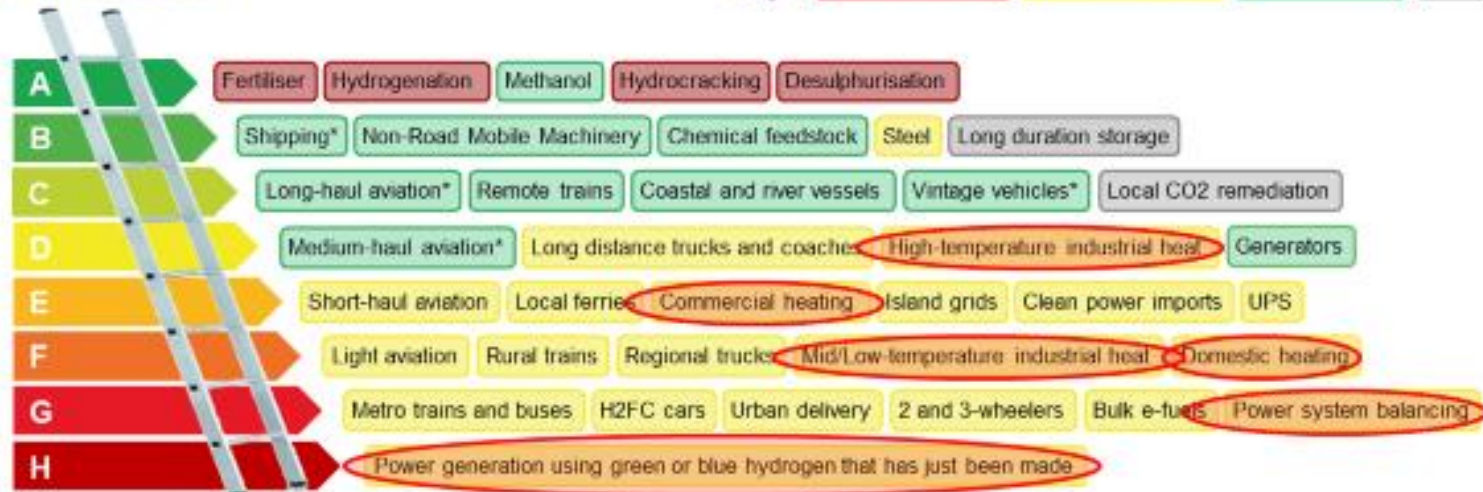 A Fertiliser Hydrogenation Methanol Hydrocracking Desulphurisation
B Shipping* Non-Road Mobile Machinery Chemical feedstock Steel Long duration storage
C Long-haul aviation* Remote trains Coastal and river vessels Vintage vehicles* Local CO2 remediation
D Medium-haul aviation* Long distance trucks and coaches High-temperature industrial heat Generators
E Short-haul aviation Local ferries Commercial heating Island grids Clean power imports UPS
F Light aviation Rural trains Regional trucks Mid/Low-temperature industrial heat Domestic heating
G Metro trains and buses H2FC cars Urban delivery 2 and 3-wheelers Bulk e-fuels Power system balancing
H Power generation using green or blue hydrogen that has just been made